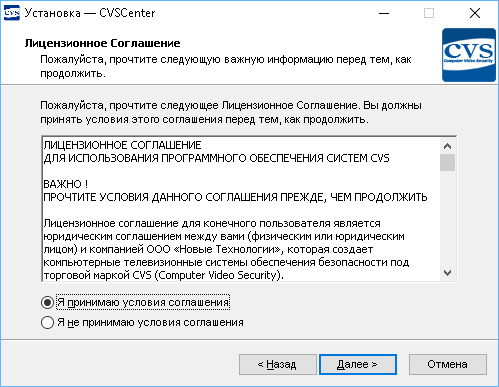 Установка — CVSCenter
Лицензионное Соглашение
Пожалуйста, прочтите следующую важную информацию перед тем, как
продолжить.
CVS
Computer Video Security
Пожалуйста, прочтите следующее Лицензионное Соглашение. Вы должны
принять условия этого соглашения перед тем, как продолжить.
ЛИЦЕНЗИОННОЕ СОГЛАШЕНИЕ
ДЛЯ ИСПОЛЬЗОВАНИЯ ПРОГРАММНОГО ОБЕСПЕЧЕНИЯ СИСТЕМ CVS
ВАЖНО !
ПРОЧТИТЕ УСЛОВИЯ ДАННОГО СОГЛАШЕНИЯ ПРЕЖДЕ, ЧЕМ ПРОДОЛЖИТЬ
Лицензионное соглашение для конечного пользователя является
юридическим соглашением между вами (физическим или юридическим
лицом) и компанией ООО «Новые Технологии», которая создает
компьютерные телевизионные системы обеспечения безопасности под
торговой маркой CVS (Computer Video Security).
Я принимаю условия соглашения
Я не принимаю условия соглашения
< Назад
Далее >
Отмена